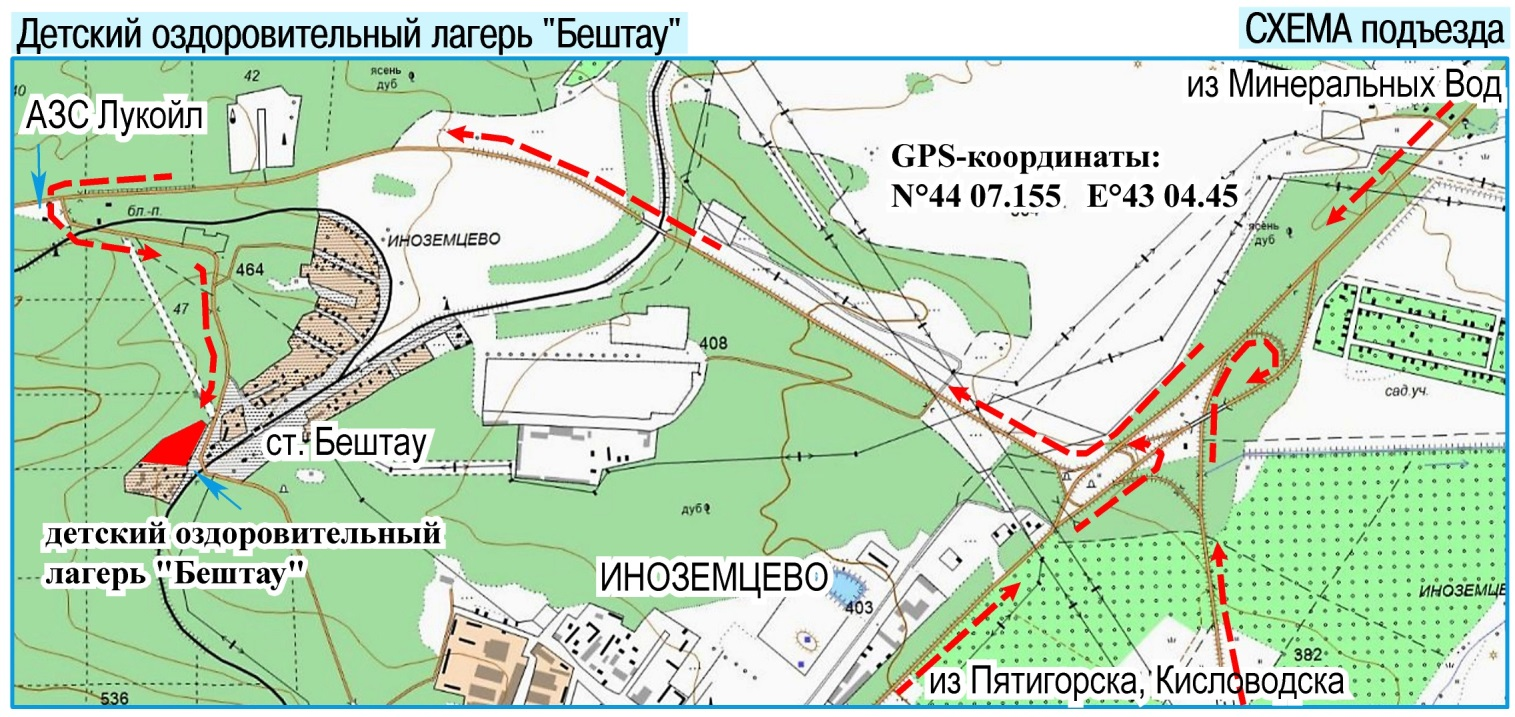 Детский оздоровительный лагерь "Бештау"
СХЕМА подъезда
42
ясень
дуб
из Минеральных Вод
АЗС Лукойл
GPS-координаты:
N°44 07.155 E°43 04.45
бл.-п.
ИНОЗЕМЦЕВО
ясень
дуб
464
47
408
сад.уч.
ст. Бештау
дуб
детский оздоровительный
лагерь "Бештау"
ИНОЗЕМЦЕВО
403
ИНОЗЕМЦЕ
382
из Пятигорска, Кисловодска
536